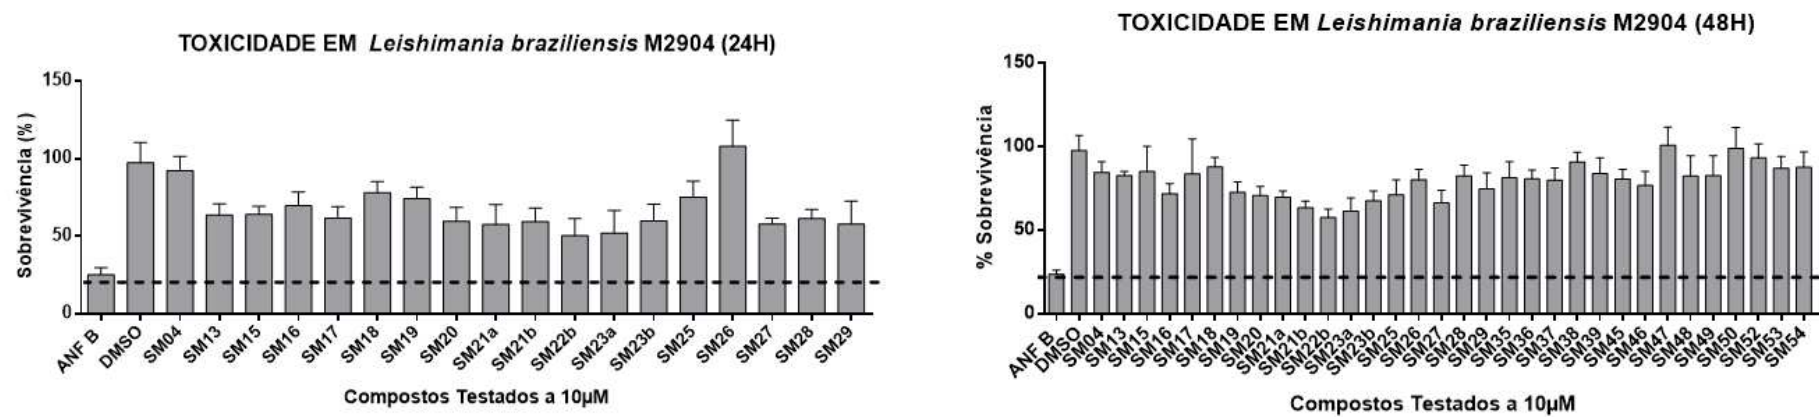 TOXICIDADE EM Leishimania braziliensis M2904 (24H)
Sobrevivência (%)
150
100
50
0
ANF B
DMSO
SM04
SM13
SM15
SM16
SM17
SM18
SM19
SM20
SM21a
SM21b
SM22b
SM23a
SM23b
SM25
SM26
SM27
SM28
SM29
Compostos Testados a 10µM
TOXICIDADE EM Leishimania braziliensis M2904 (48H)
% Sobrevivência
150
100
50
0
ANF B
DMSO
SM04
SM13
SM15
SM16
SM17
SM18
SM19
SM20
SM21a
SM21b
SM22b
SM23a
SM23b
SM25
SM26
SM27
SM28
SM29
SM35
SM36
SM37
SM38
SM39
SM45
SM46
SM47
SM48
SM49
SM50
SM52
SM53
SM54
Compostos Testados a 10µM